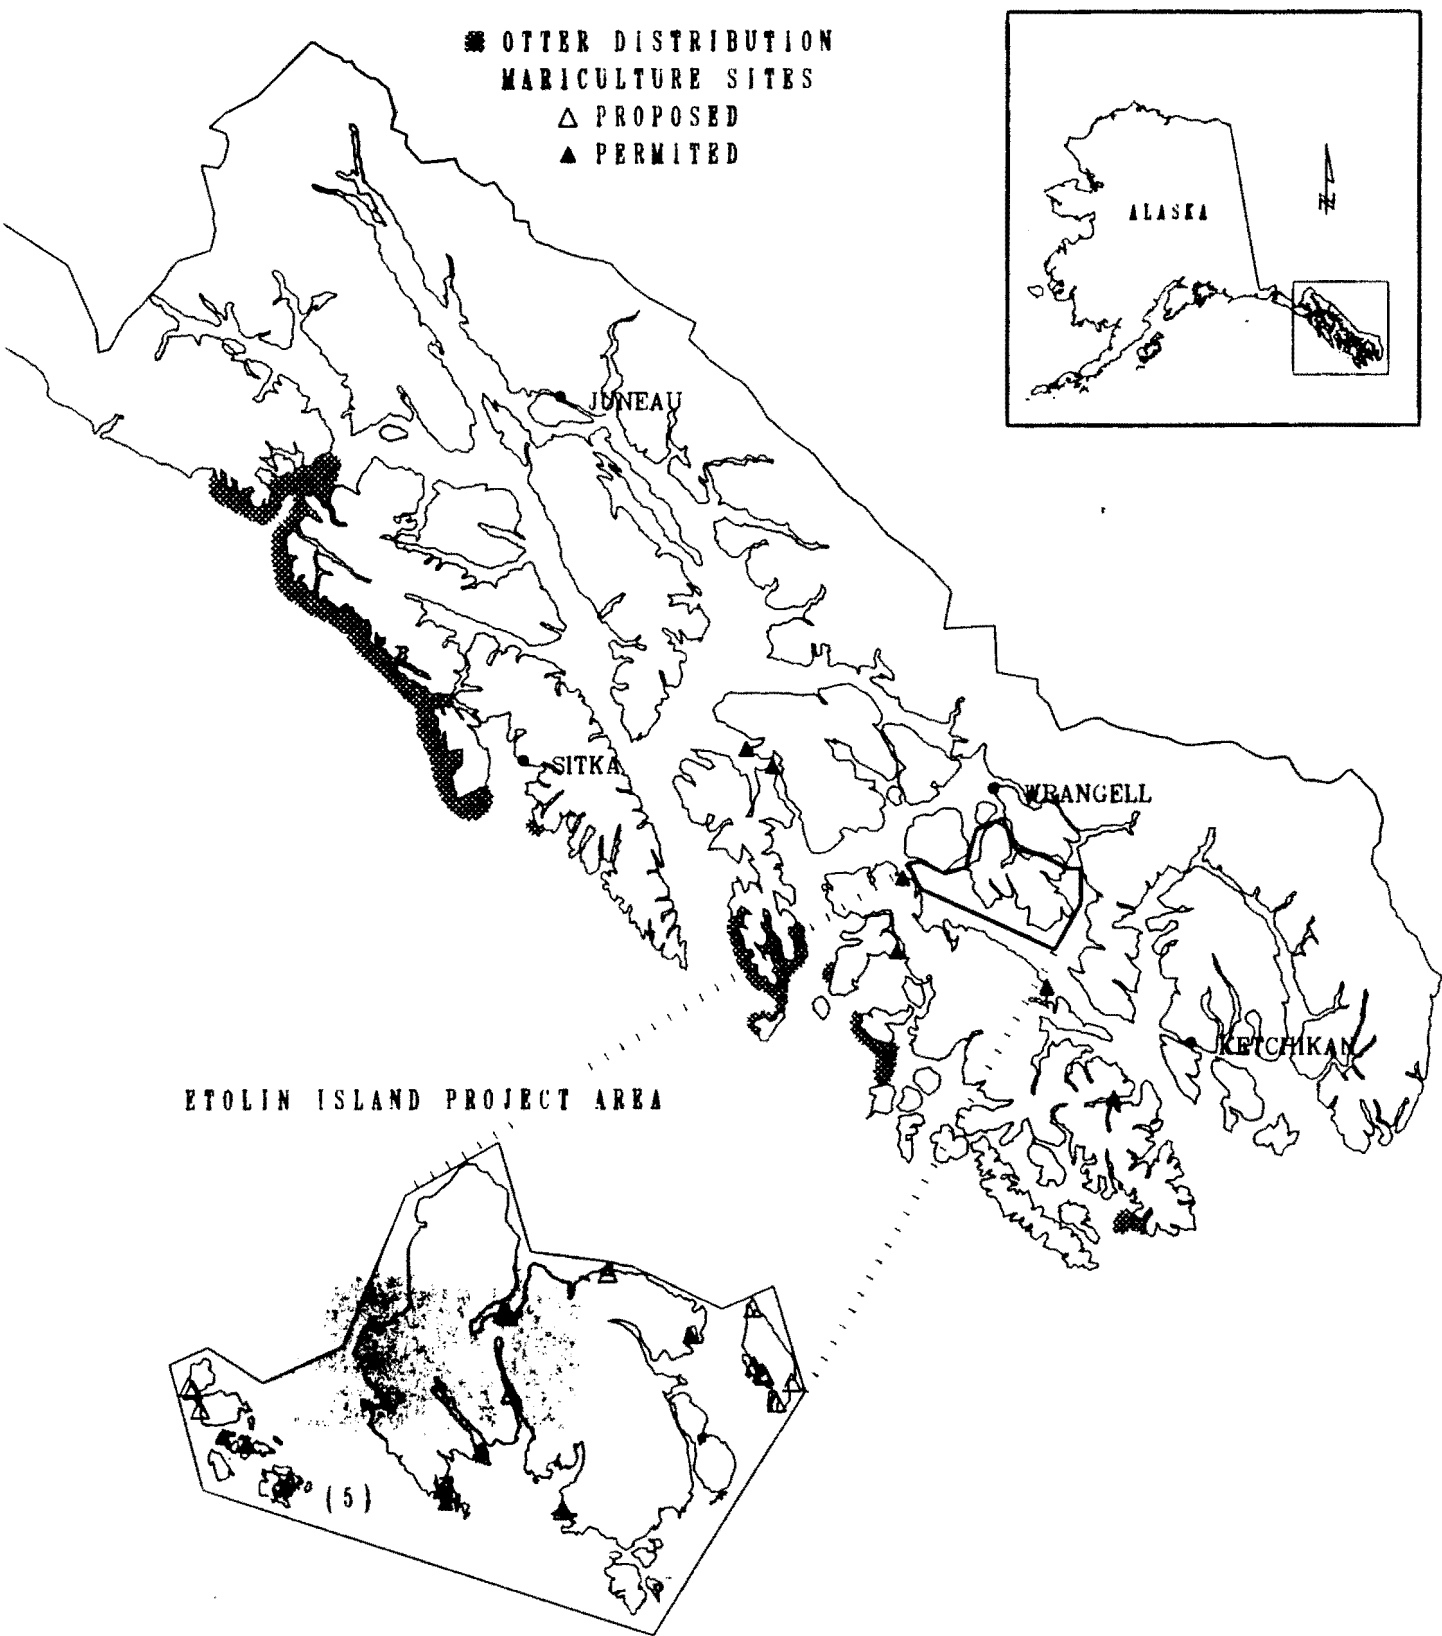 OTTER DISTRIBUTION
MARICULTURE SITES
PROPOSED
PERMITED
ALASKA
N
JUNEAU
SITKA
WRANGELL
KETCHIKAN
ETOLIN ISLAND PROJECT AREA
(5)